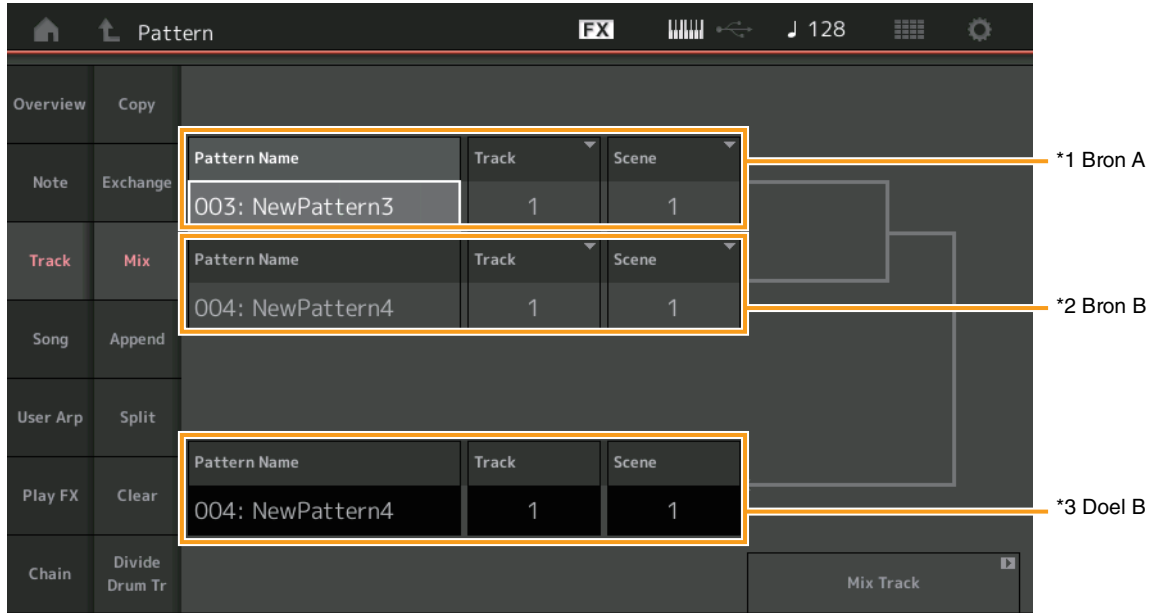 Pattern
FX
♩ 128
Overview
Copy
Note
Exchange
Track
Mix
Song
Append
User Arp
Split
Play FX
Clear
Chain
Divide
Drum Tr
Pattern Name
Track
Scene
003: NewPattern3
1
1
*1 Bron A
Pattern Name
Track
Scene
004: NewPattern4
1
1
*2 Bron B
Pattern Name
Track
Scene
004: NewPattern4
1
1
*3 Doel B
Mix Track